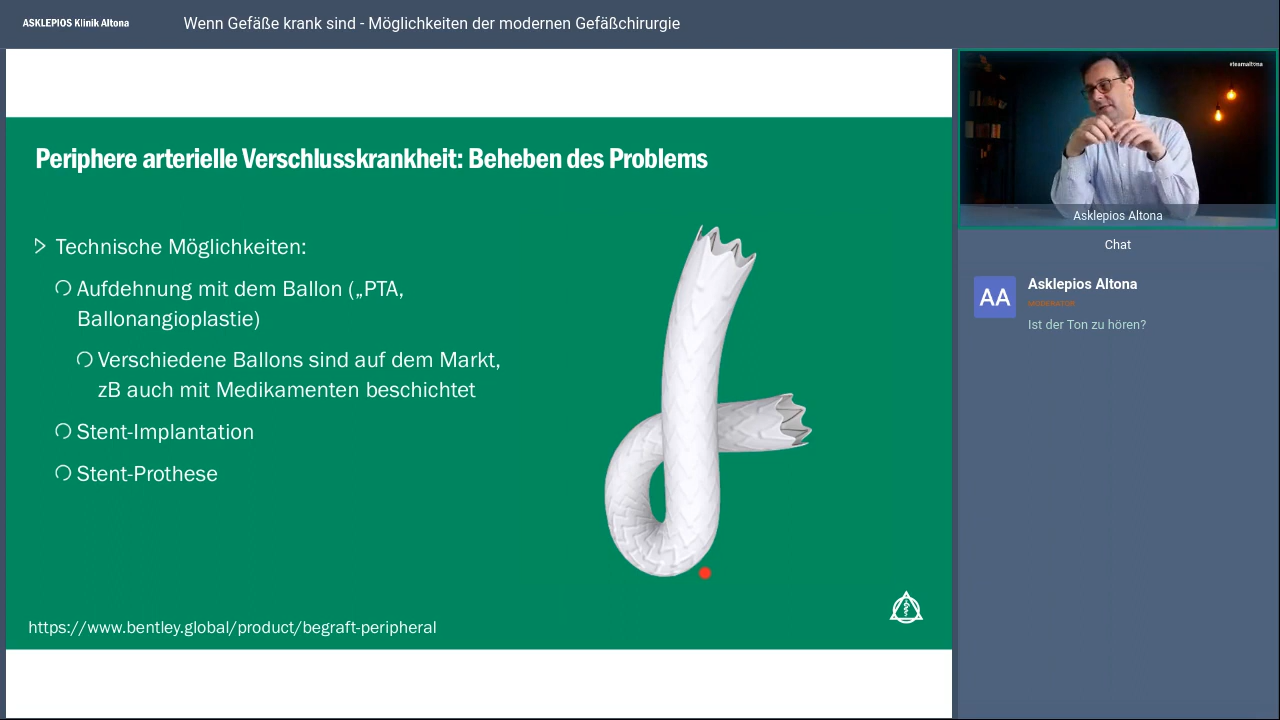 ASKLEPIOS Klinik Altona
Wenn Gefäße krank sind - Möglichkeiten der modernen Gefäßchirurgie
Periphere arterielle Verschlusskrankheit: Beheben des Problems
Technische Möglichkeiten:
Aufdehnung mit dem Ballon („PTA,
Ballonangioplastie)
Verschiedene Ballons sind auf dem Markt,
zB auch mit Medikamenten beschichtet
Stent-Implantation
Stent-Prothese
https://www.bentley.global/product/begraft-peripheral
#teamaltona
Asklepios Altona
Chat
AA
Asklepios Altona
MODERATOR
Ist der Ton zu hören?